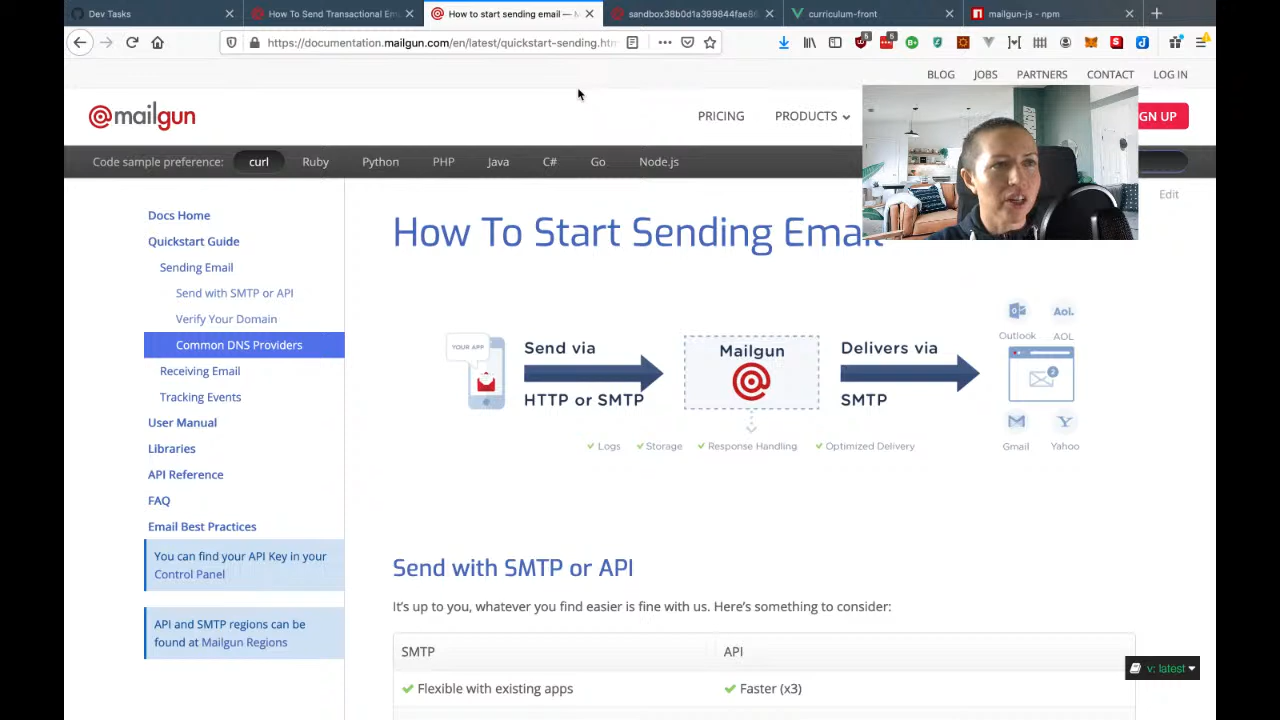 Dev Tasks
How To Send Transactional Em
How to start sending email — M
sandbox38b0d1a399844fae8
curriculum-front
mailgun-js - npm
https://documentation.mailgun.com/en/latest/quickstart-sending.htm
BLOG JOBS PARTNERS CONTACT LOG IN
@mailgun
PRICING PRODUCTS
GN UP
Code sample preference: curl Ruby Python PHP Java C# Go Node.js
Edit
Docs Home
Quickstart Guide
Sending Email
Send with SMTP or API
Verify Your Domain
Common DNS Providers
Receiving Email
Tracking Events
User Manual
Libraries
API Reference
FAQ
Email Best Practices
You can find your API Key in your
Control Panel
API and SMTP regions can be
found at Mailgun Regions
How To Start Sending Email
YOUR APP
Send via
HTTP or SMTP
Mailgun
Delivers via
SMTP
Outlook AOL
Aol.
Gmail Yahoo
Logs Storage Response Handling Optimized Delivery
Send with SMTP or API
It's up to you, whatever you find easier is fine with us. Here's something to consider:
SMTP API
Flexible with existing apps Faster (x3)
v: latest